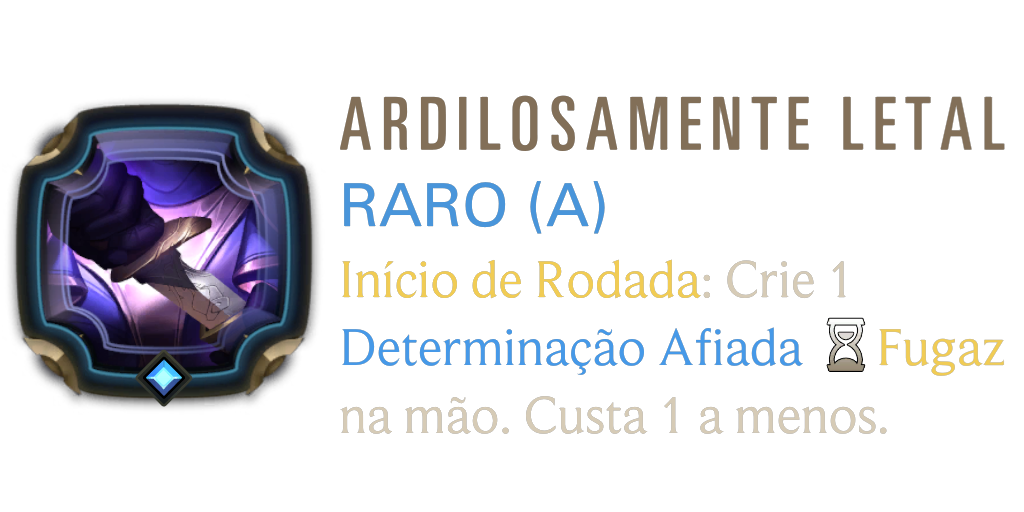 ARDILOSAMENTE LETAL
RARO (A)
Início de Rodada: Crie 1
Determinação Afiada Fugaz
na mão. Custa 1 a menos.